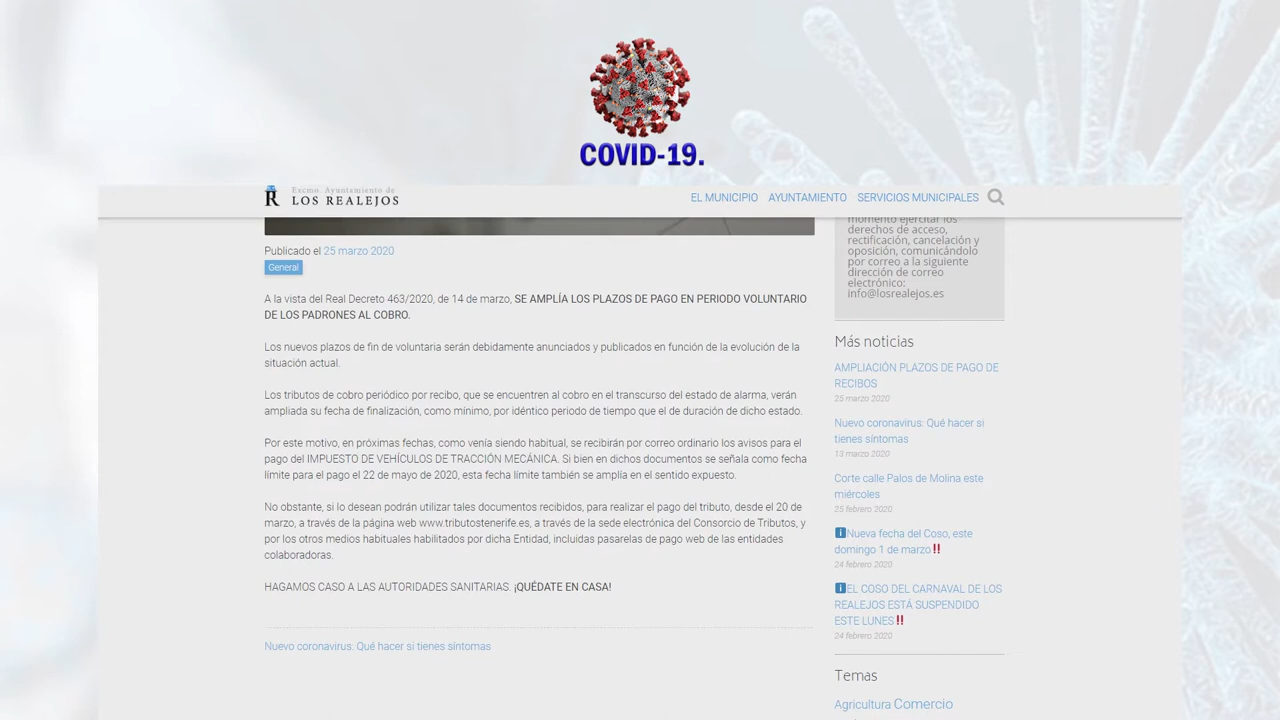 COVID-19.
Excmo. Ayuntamiento de
LOS REALEJOS
EL MUNICIPIO AYUNTAMIENTO SERVICIOS MUNICIPALES
Publicado el 25 marzo 2020
General
A la vista del Real Decreto 463/2020, de 14 de marzo, SE AMPLÍA LOS PLAZOS DE PAGO EN PERIODO VOLUNTARIO
DE LOS PADRONES AL COBRO.
Los nuevos plazos de fin de voluntaria serán debidamente anunciados y publicados en función de la evolución de la
situación actual.
Los tributos de cobro periódico por recibo, que se encuentren al cobro en el transcurso del estado de alarma, verán
ampliada su fecha de finalización, como mínimo, por idéntico periodo de tiempo que el de duración de dicho estado.
Por este motivo, en próximas fechas, como venía siendo habitual, se recibirán por correo ordinario los avisos para el
pago del IMPUESTO DE VEHÍCULOS DE TRACCIÓN MECÁNICA. Si bien en dichos documentos se señala como fecha
límite para el pago el 22 de mayo de 2020, esta fecha límite también se amplía en el sentido expuesto.
No obstante, si lo desean podrán utilizar tales documentos recibidos, para realizar el pago del tributo, desde el 20 de
marzo, a través de la página web www.tributostenerife.es, a través de la sede electrónica del Consorcio de Tributos, y
por los otros medios habituales habilitados por dicha Entidad, incluidas pasarelas de pago web de las entidades
colaboradoras.
HAGAMOS CASO A LAS AUTORIDADES SANITARIAS. ¡QUÉDATE EN CASA!
Nuevo coronavirus: Qué hacer si tienes síntomas
momento ejercitar los
derechos de acceso,
rectificación, cancelación y
oposición, comunicándolo
por correo a la siguiente
dirección de correo
electrónico:
info@losrealejos.es
Más noticias
AMPLIACIÓN PLAZOS DE PAGO DE
RECIBOS
25 marzo 2020
Nuevo coronavirus: Qué hacer si
tienes síntomas
13 marzo 2020
Corte calle Palos de Molina este
miércoles
25 febrero 2020
ℹ️Nueva fecha del Coso, este
domingo 1 de marzo‼️
24 febrero 2020
ℹ️EL COSO DEL CARNAVAL DE LOS
REALEJOS ESTÁ SUSPENDIDO
ESTE LUNES‼️
24 febrero 2020
Temas
Agricultura Comercio